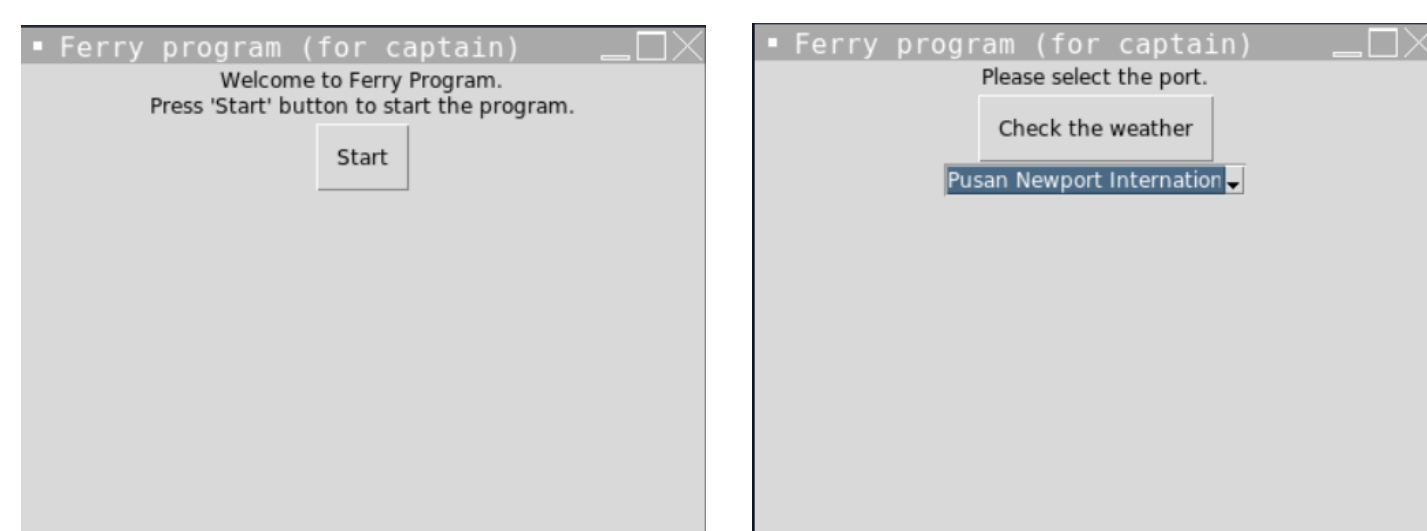 Ferry program (for captain)
Welcome to Ferry Program.
Press 'Start' button to start the program.
Start
Ferry program (for captain)
Please select the port.
Check the weather
Pusan Newport Internation